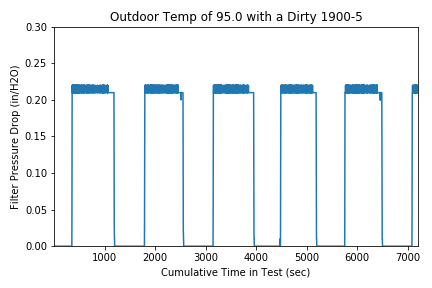 Outdoor Temp of 95.0 with a Dirty 1900-5
Filter Pressure Drop (in/H2O)
0.30
0.25
0.20
0.15
0.10
0.05
0.00
1000 2000 3000 4000 5000 6000 7000
Cumulative Time in Test (sec)